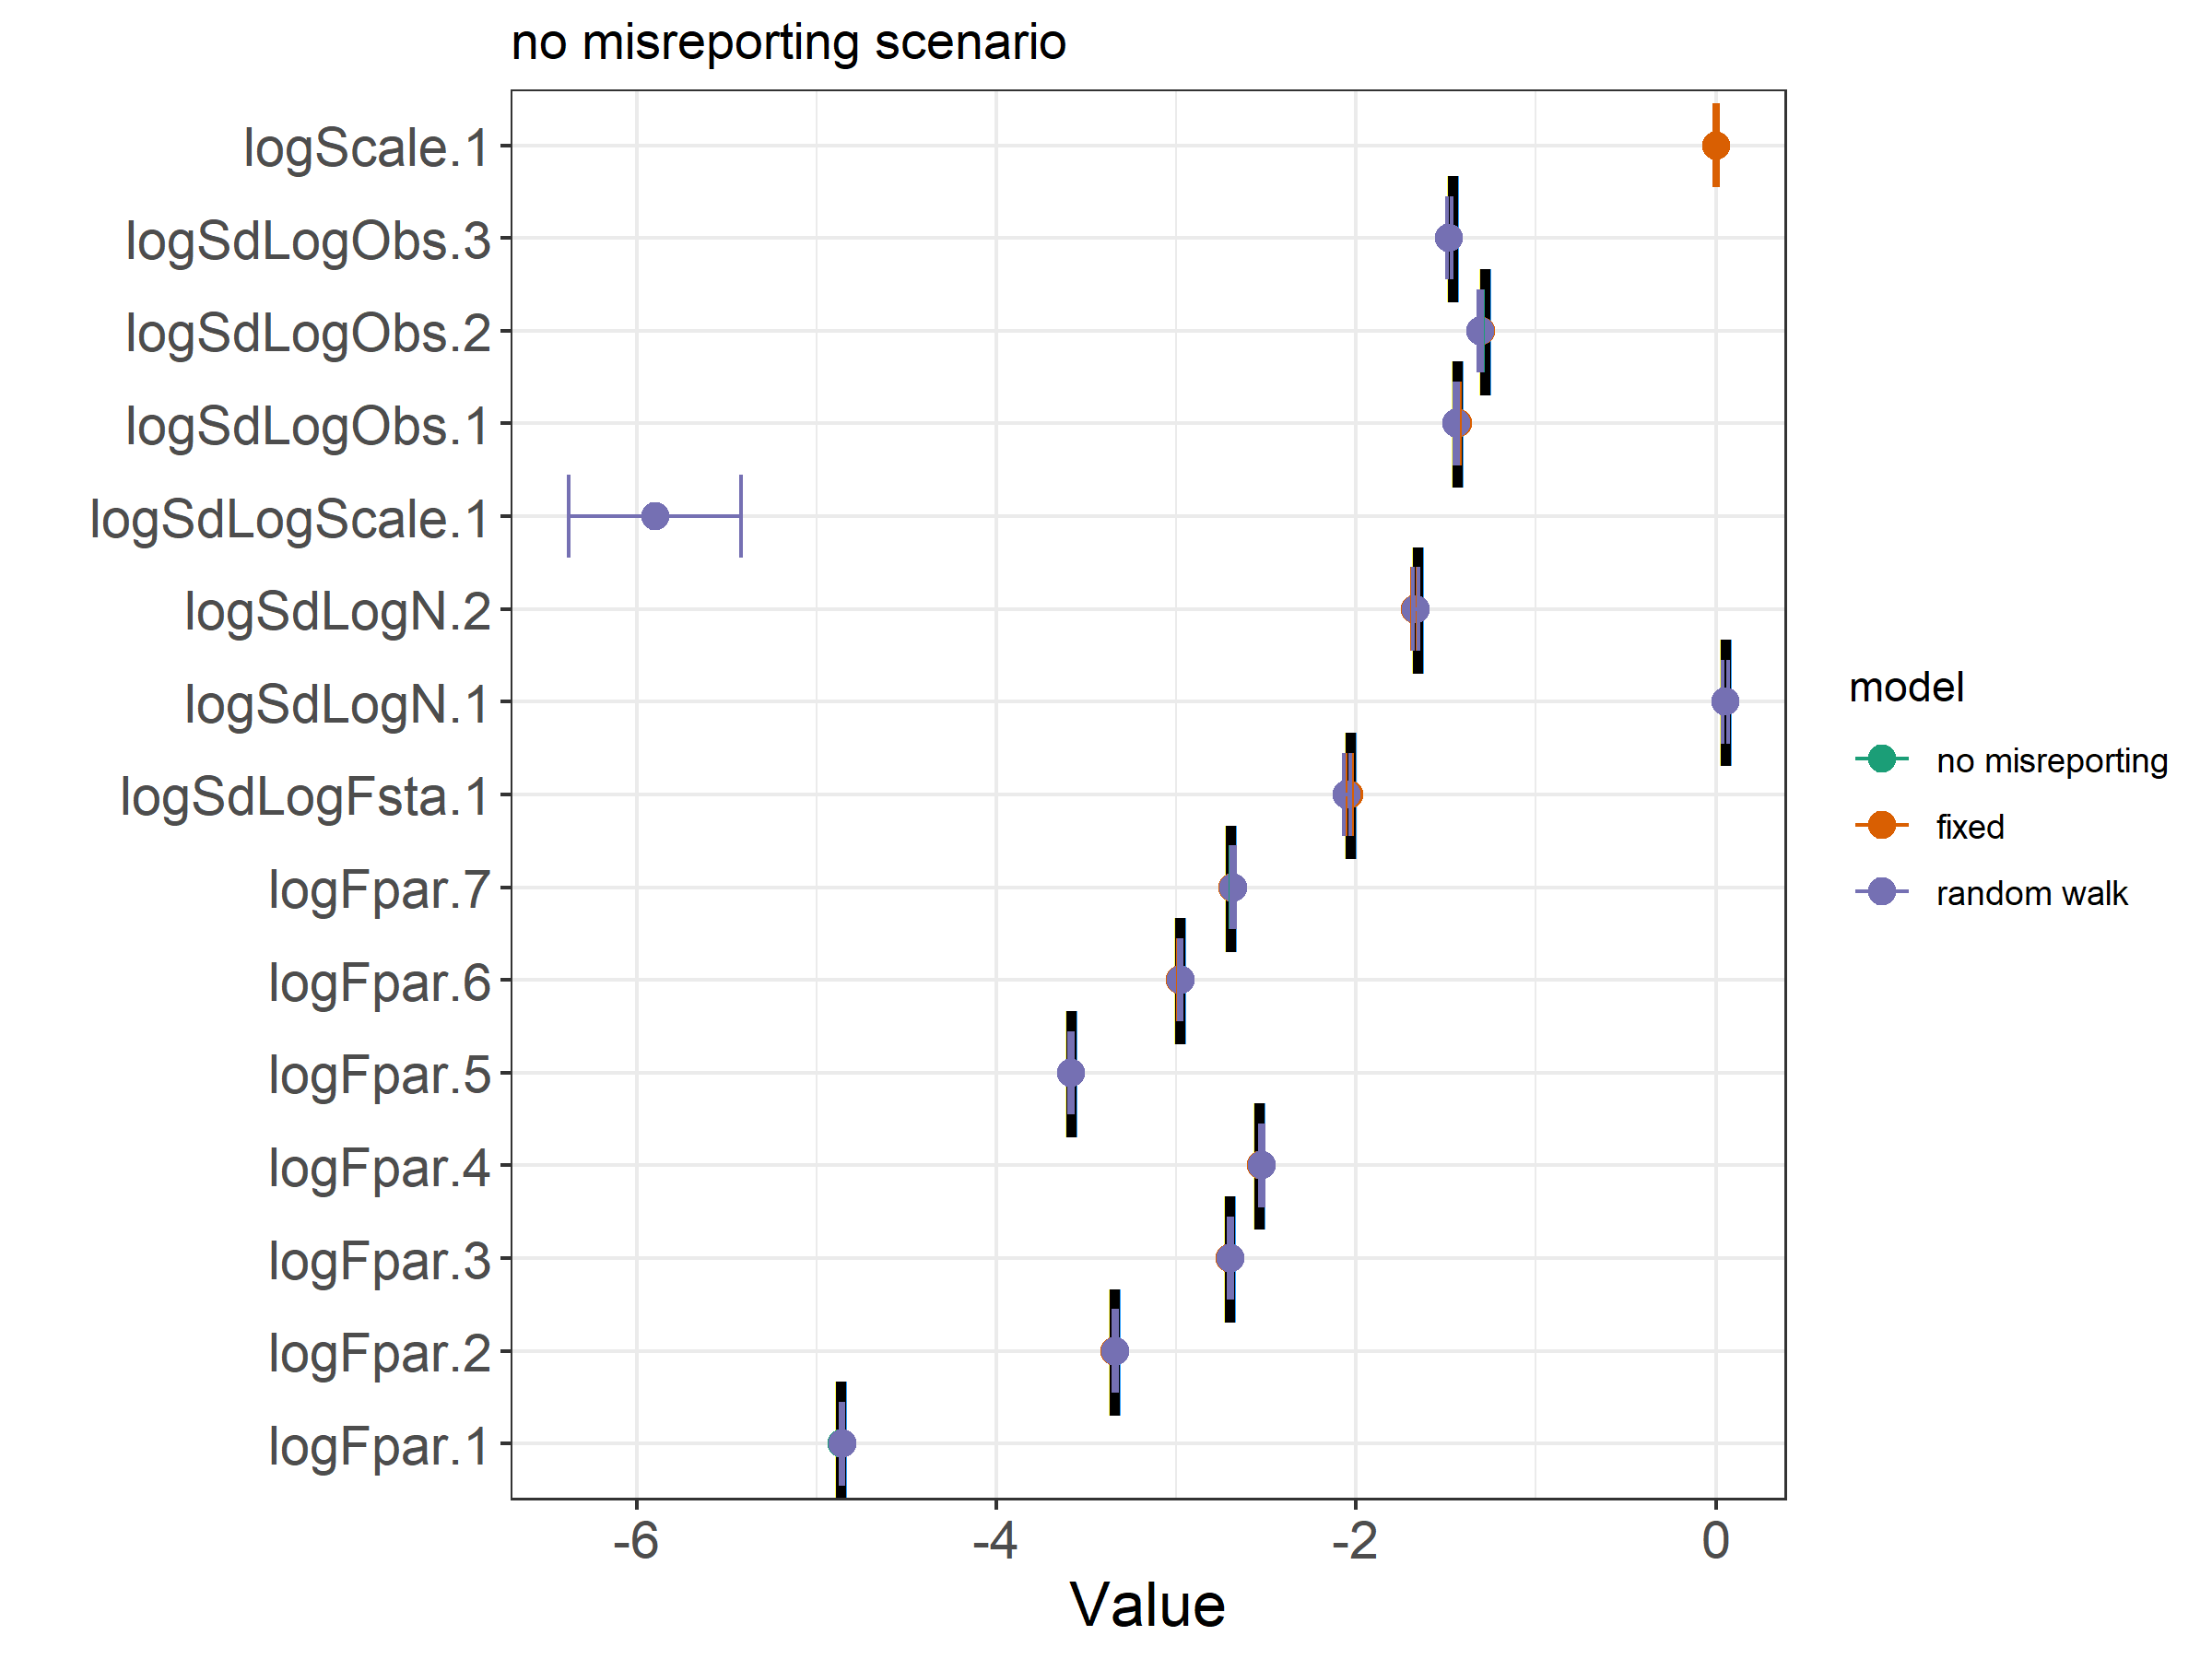 no misreporting scenario
logScale.1
logSdLogObs.3
logSdLogObs.2
logSdLogObs.1
logSdLogScale.1
logSdLogN.2
logSdLogN.1
logSdLogFsta.1
logFpar.7
logFpar.6
logFpar.5
logFpar.4
logFpar.3
logFpar.2
logFpar.1
-6 -4 -2 0
Value
model
no misreporting
fixed
random walk